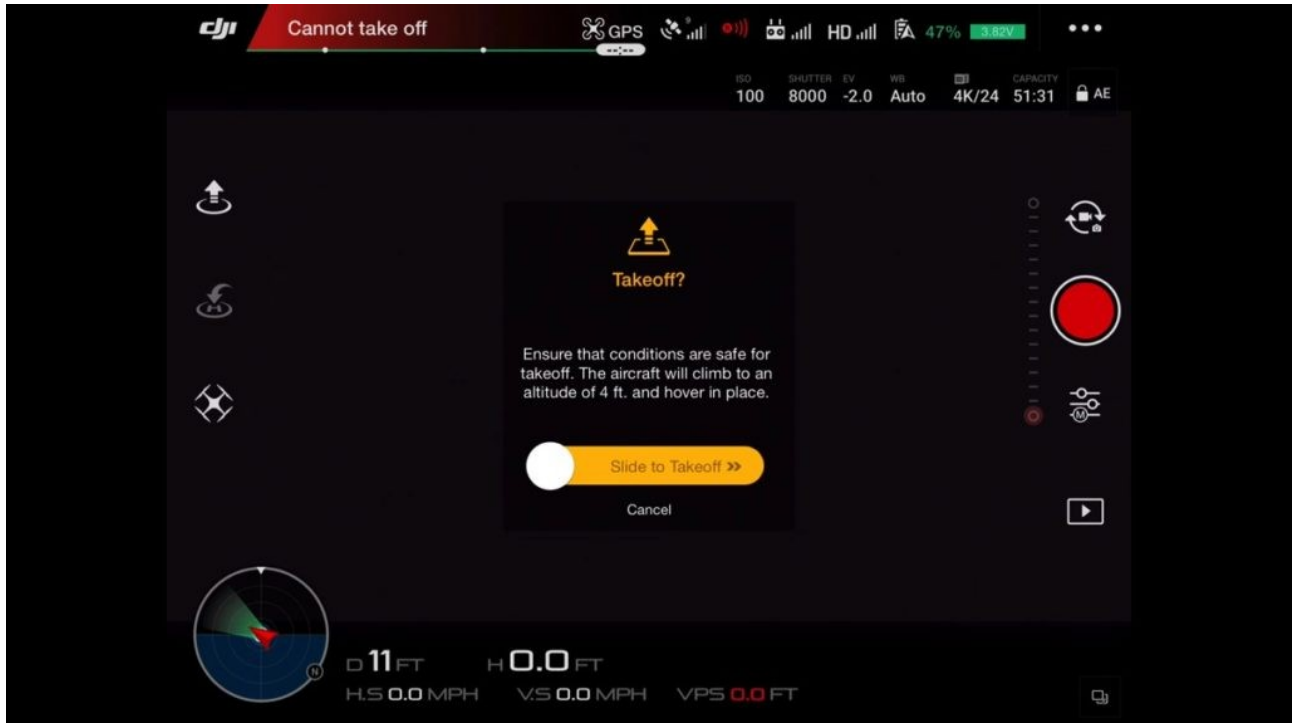 dji Cannot take off GPS 9 HD 47% 3.82V
--:--
ISO SHUTTER EV WB CAPACITY
100 8000 -2.0 Auto 4K/24 51:31 AE
Takeoff?
Ensure that conditions are safe for
takeoff. The aircraft will climb to an
altitude of 4 ft. and hover in place.
M
Slide to Takeoff »
Cancel
N
D 11 FT H 0.0 FT
H.S 0.0 MPH V.S 0.0 MPH VPS 0.0 FT